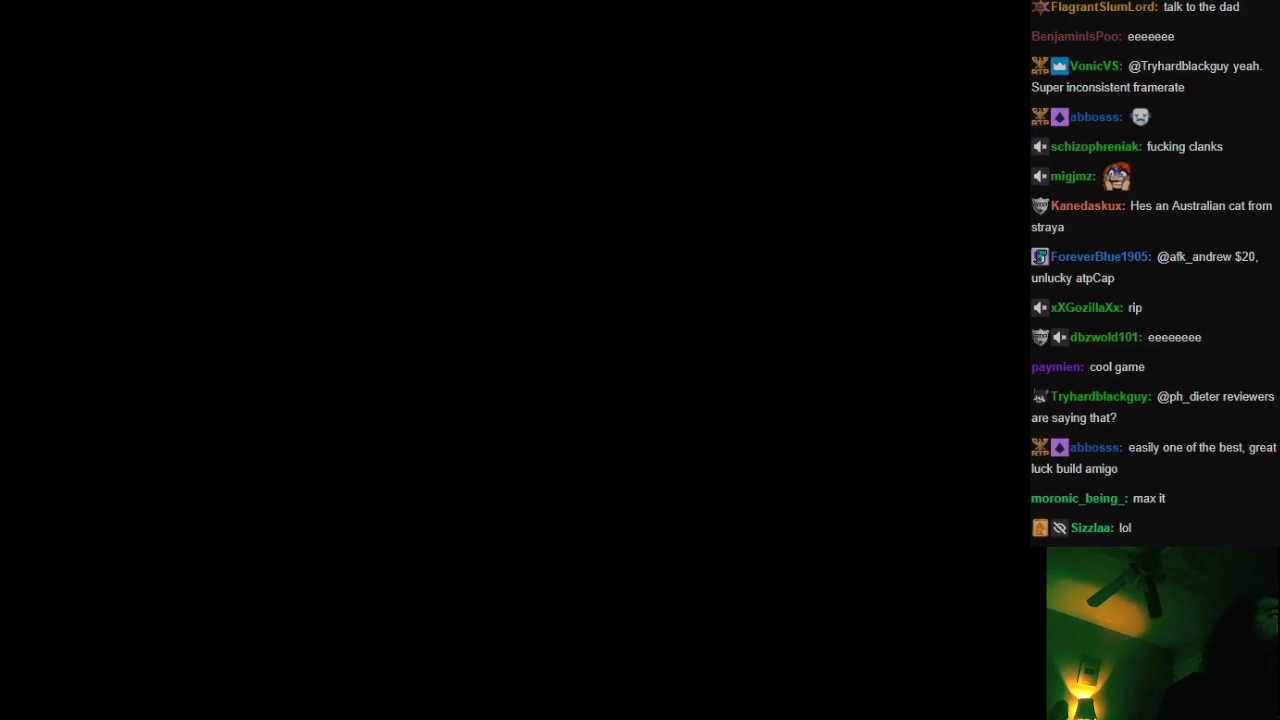 FlagrantSlumLord: talk to the dad
BenjaminIsPoo: eeeeeee
VonicVS: @Tryhardblackguy yeah.
Super inconsistent framerate
abbosss:
schizophreniak: fucking clanks
migjmz:
Kanedaskux: Hes an Australian cat from
straya
ForeverBlue1905: @afk_andrew $20,
unlucky atpCap
xXGozillaXx: rip
dbzwold101: eeeeeeee
paymien: cool game
Tryhardblackguy: @ph_dieter reviewers
are saying that?
abbosss: easily one of the best, great
luck build amigo
moronic_being_: max it
Sizzlaa: lol